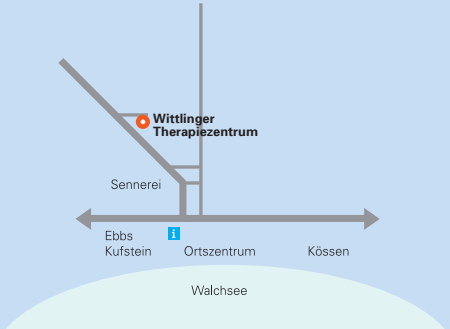 Wittlinger
Therapiezentrum
Sennerei
Ebbs
Kufstein
i
Ortszentrum
Kössen
Walchsee